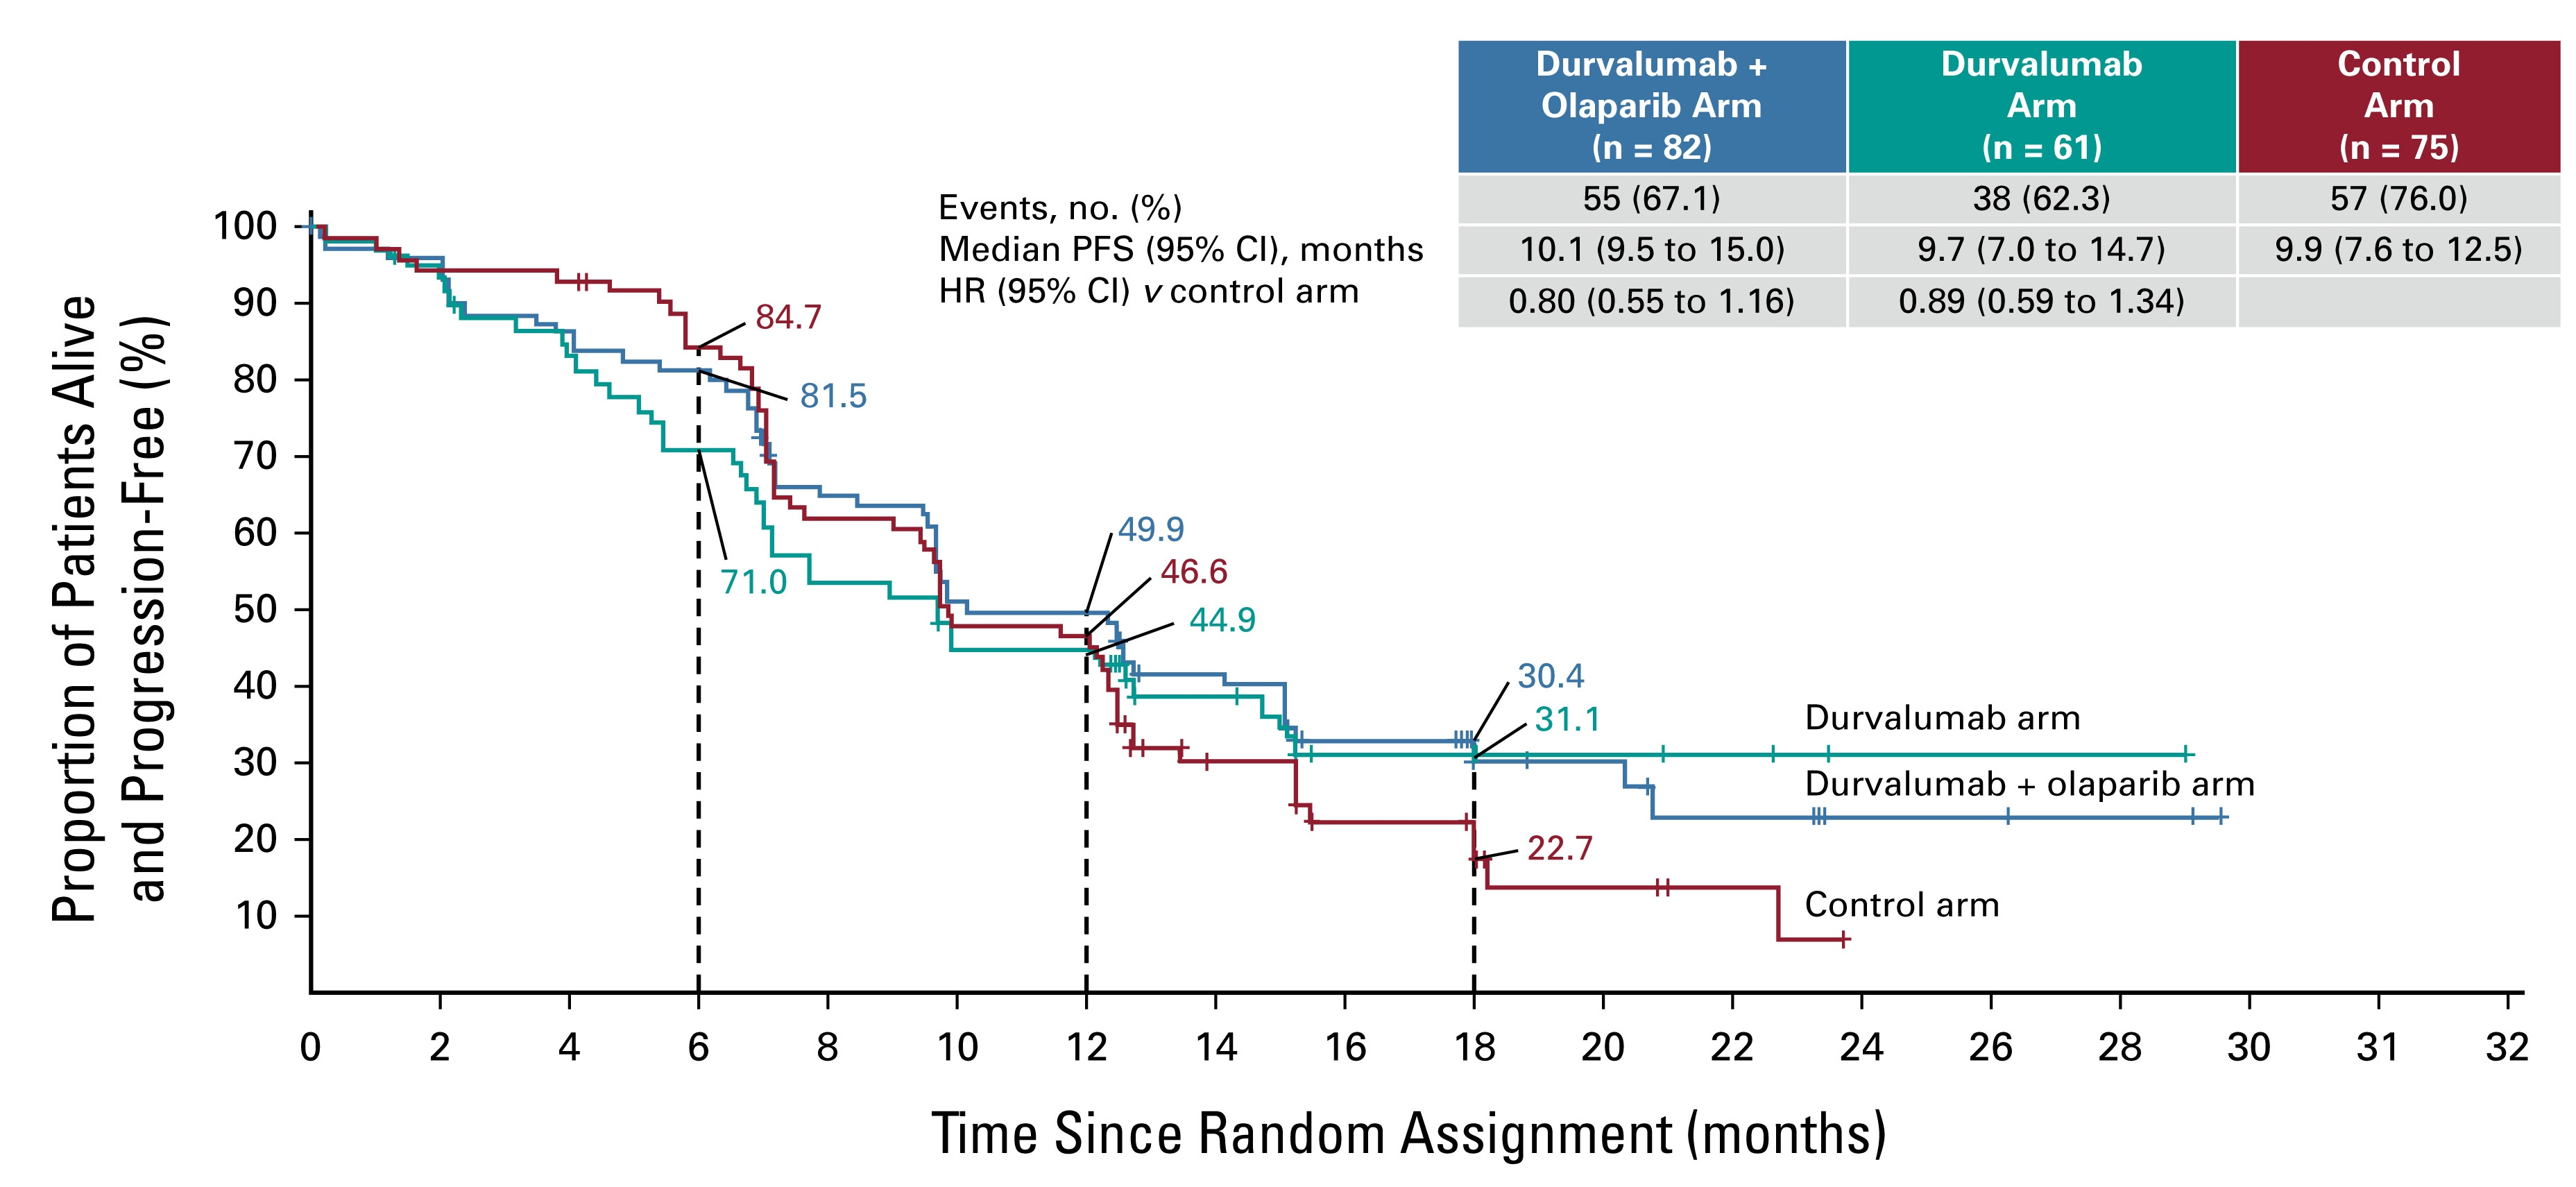 Durvalumab +
Olaparib Arm
(n = 82)
Durvalumab
Arm
(n = 61)
Control
Arm
(n = 75)
Events, no. (%)
55 (67.1)
38 (62.3)
57 (76.0)
Median PFS (95% CI), months
10.1 (9.5 to 15.0)
9.7 (7.0 to 14.7)
9.9 (7.6 to 12.5)
HR (95% CI) v control arm
0.80 (0.55 to 1.16)
0.89 (0.59 to 1.34)
Proportion of Patients Alive
and Progression-Free (%)
100
90
80
70
60
50
40
30
20
10
84.7
81.5
71.0
49.9
46.6
44.9
30.4
31.1
22.7
Durvalumab arm
Durvalumab + olaparib arm
Control arm
0 2 4 6 8 10 12 14 16 18 20 22 24 26 28 30 31 32
Time Since Random Assignment (months)